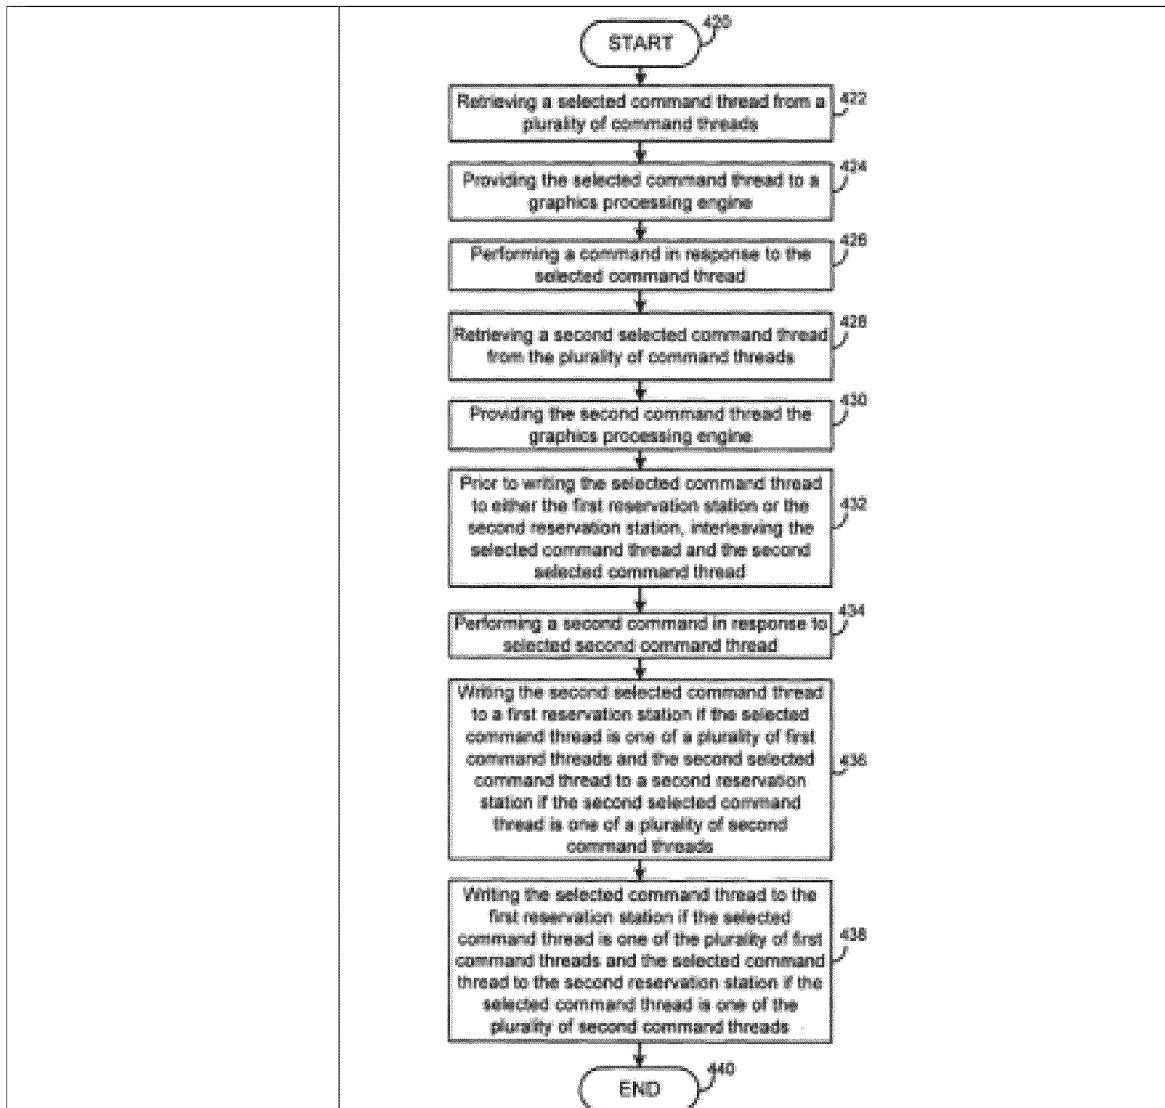 START
420
Retrieving a selected command thread from a
plurality of command threads
422
Providing the selected command thread to a
graphics processing engine
424
Performing a command in response to the
selected command thread
426
Retrieving a second selected command thread
from the plurality of command threads
428
Providing the second command thread the
graphics processing engine
430
Prior to writing the selected command thread
to either the first reservation station or the
second reservation station, interleaving the
selected command thread and the second
selected command thread
432
Performing a second command in response to
selected second command thread
434
Writing the second selected command thread
to a first reservation station if the selected
command thread is one of a plurality of first
command threads and the second selected
command thread to a second reservation
station if the second selected command
thread is one of a plurality of second
command threads
436
Writing the selected command thread to the
first reservation station if the selected
command thread is one of the plurality of first
command threads and the selected command
thread to the second reservation station if the
selected command thread is one of the
plurality of second command threads
438
END
440